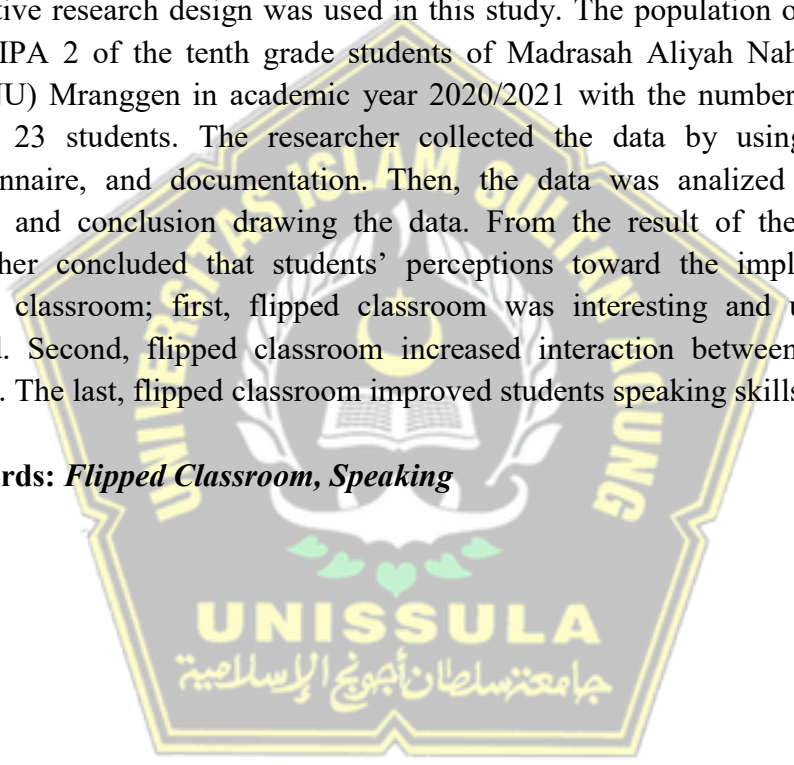 tive research design was used in this study. The population o
IPA 2 of the tenth grade students of Madrasah Aliyah Nah
NU) Mranggen in academic year 2020/2021 with the number
23 students. The researcher collected the data by using
nnaire, and documentation. Then, the data was analized
and conclusion drawing the data. From the result of the
her concluded that students’ perceptions toward the impl
classroom; first, flipped classroom was interesting and u
d. Second, flipped classroom increased interaction between
. The last, flipped classroom improved students speaking skills
rds: Flipped Classroom, Speaking
UNIVERSITAS ISLAM SULTAN AGUNG
UNISSULA
جامعة سلطان أجونج الإسلامية